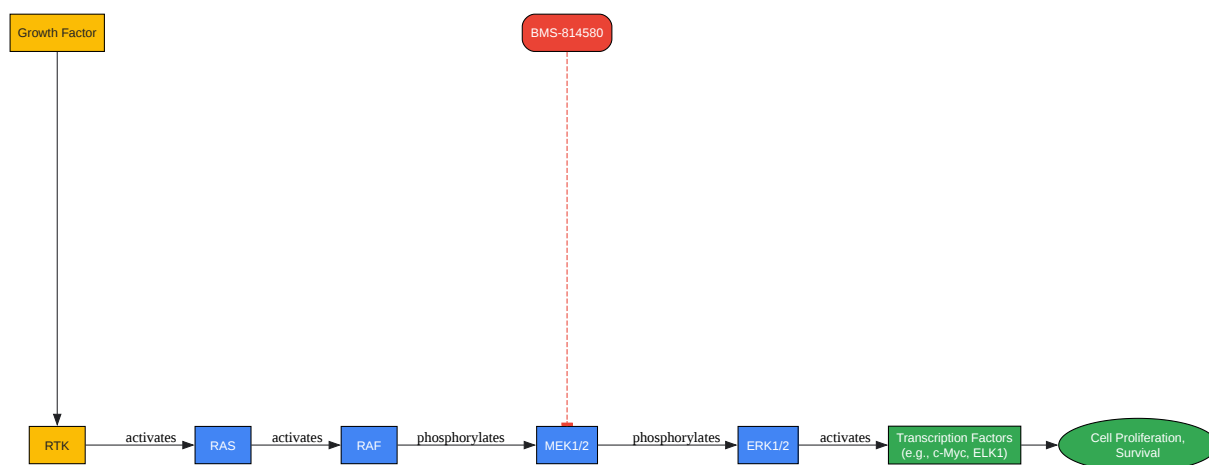 Growth Factor
BMS-814580
RTK
activates
RAS
activates
RAF
phosphorylates
MEK1/2
phosphorylates
ERK1/2
activates
Transcription Factors
(e.g., c-Myc, ELK1)
Cell Proliferation,
Survival